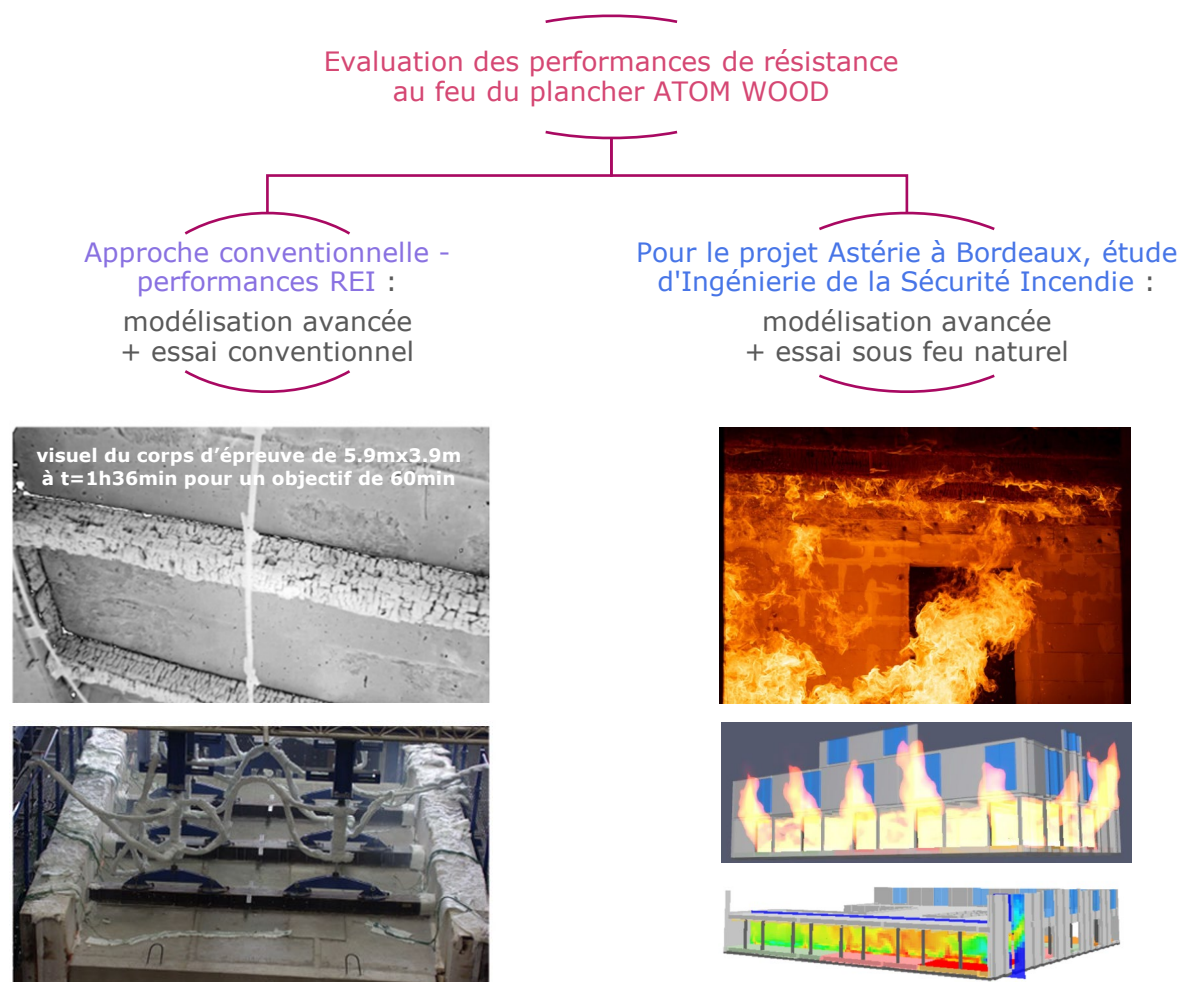 Evaluation des performances de résistance
au feu du plancher ATOM WOOD
Approche conventionnelle -
performances REI :
modélisation avancée
+ essai conventionnel
Pour le projet Astérie à Bordeaux, étude
d'Ingénierie de la Sécurité Incendie :
modélisation avancée
+ essai sous feu naturel
visuel du corps d'épreuve de 5.9mx3.9m
à t=1h36min pour un objectif de 60min